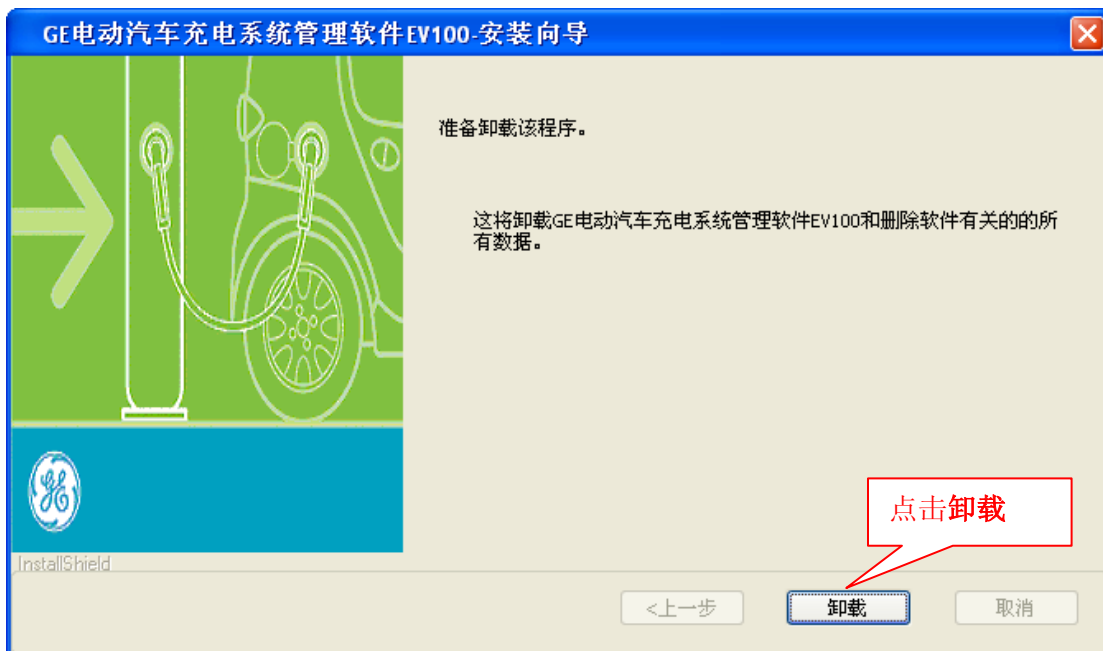 GE电动汽车充电系统管理软件EV100-安装向导
准备卸载该程序。
这将卸载GE电动汽车充电系统管理软件EV100和删除软件有关的的所
有数据。
点击卸载
GE
InstallShield
<上一步
卸载
取消